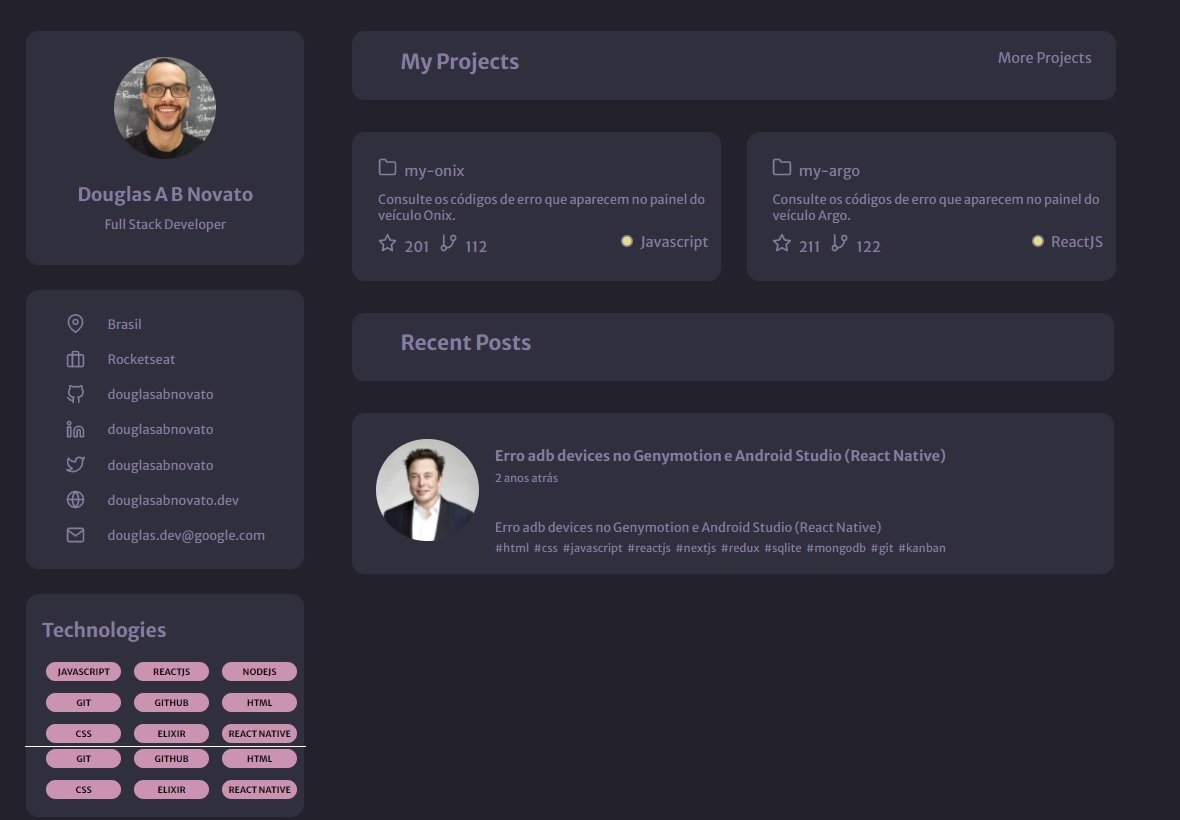 Douglas A B Novato
Full Stack Developer
Brasil
Rocketseat
douglasabnovato
douglasabnovato
douglasabnovato
douglasabnovato.dev
douglas.dev@google.com
Technologies
JAVASCRIPT REACTJS NODEJS
GIT GITHUB HTML
CSS ELIXIR REACT NATIVE
GIT GITHUB HTML
CSS ELIXIR REACT NATIVE
My Projects
More Projects
my-onix
Consulte os códigos de erro que aparecem no painel do
veículo Onix.
201 112 Javascript
my-argo
Consulte os códigos de erro que aparecem no painel do
veículo Argo.
211 122 ReactJS
Recent Posts
Erro adb devices no Genymotion e Android Studio (React Native)
2 anos atrás
Erro adb devices no Genymotion e Android Studio (React Native)
#html #css #javascript #reactjs #nextjs #redux #sqlite #mongodb #git #kanban